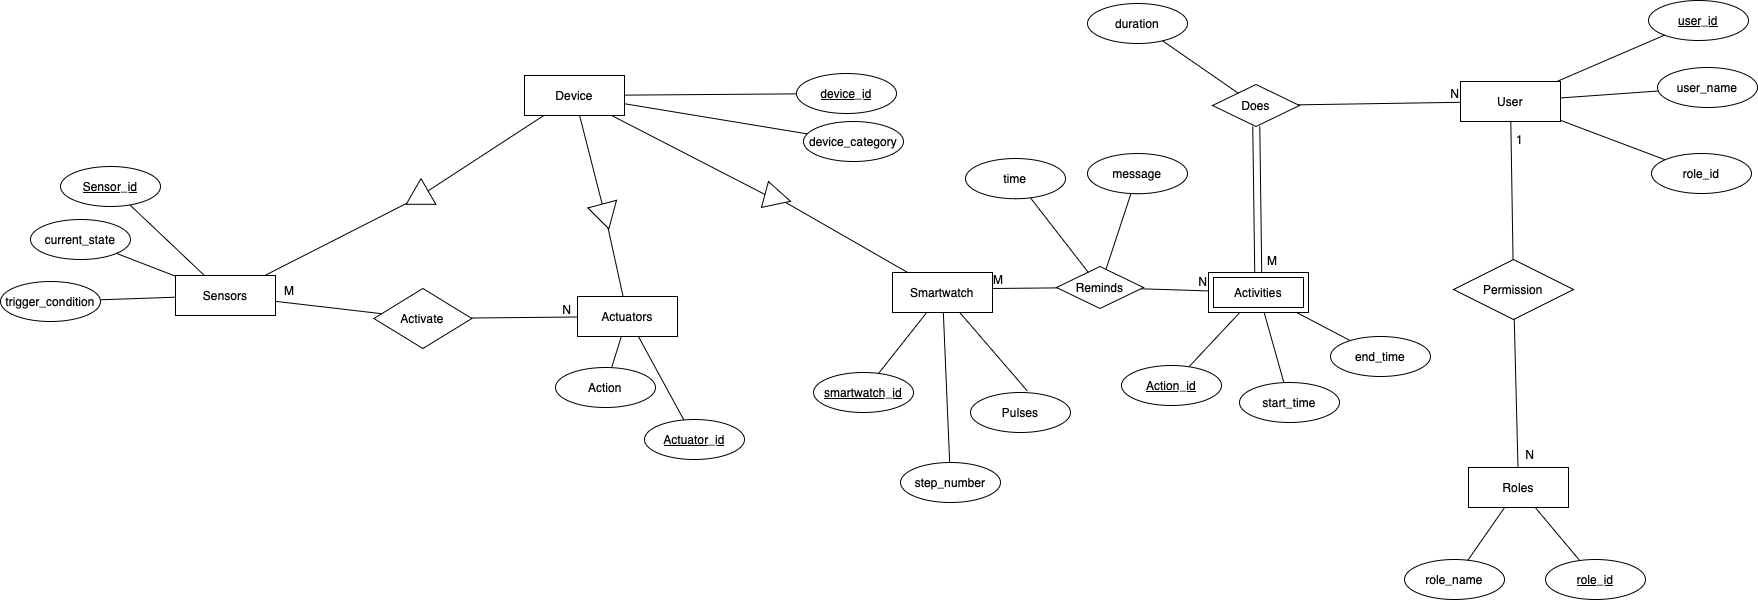 duration
user_id
Device
device_id
N
Does
User
user_name
device_category
1
time
message
role_id
Sensor_id
current_state
M
trigger_condition
Sensors
M
Activate
N
Actuators
Smartwatch
M
Reminds
N
Activities
Permission
Action
Actuator_id
smartwatch_id
Pulses
step_number
Action_id
start_time
end_time
N
Roles
role_name
role_id